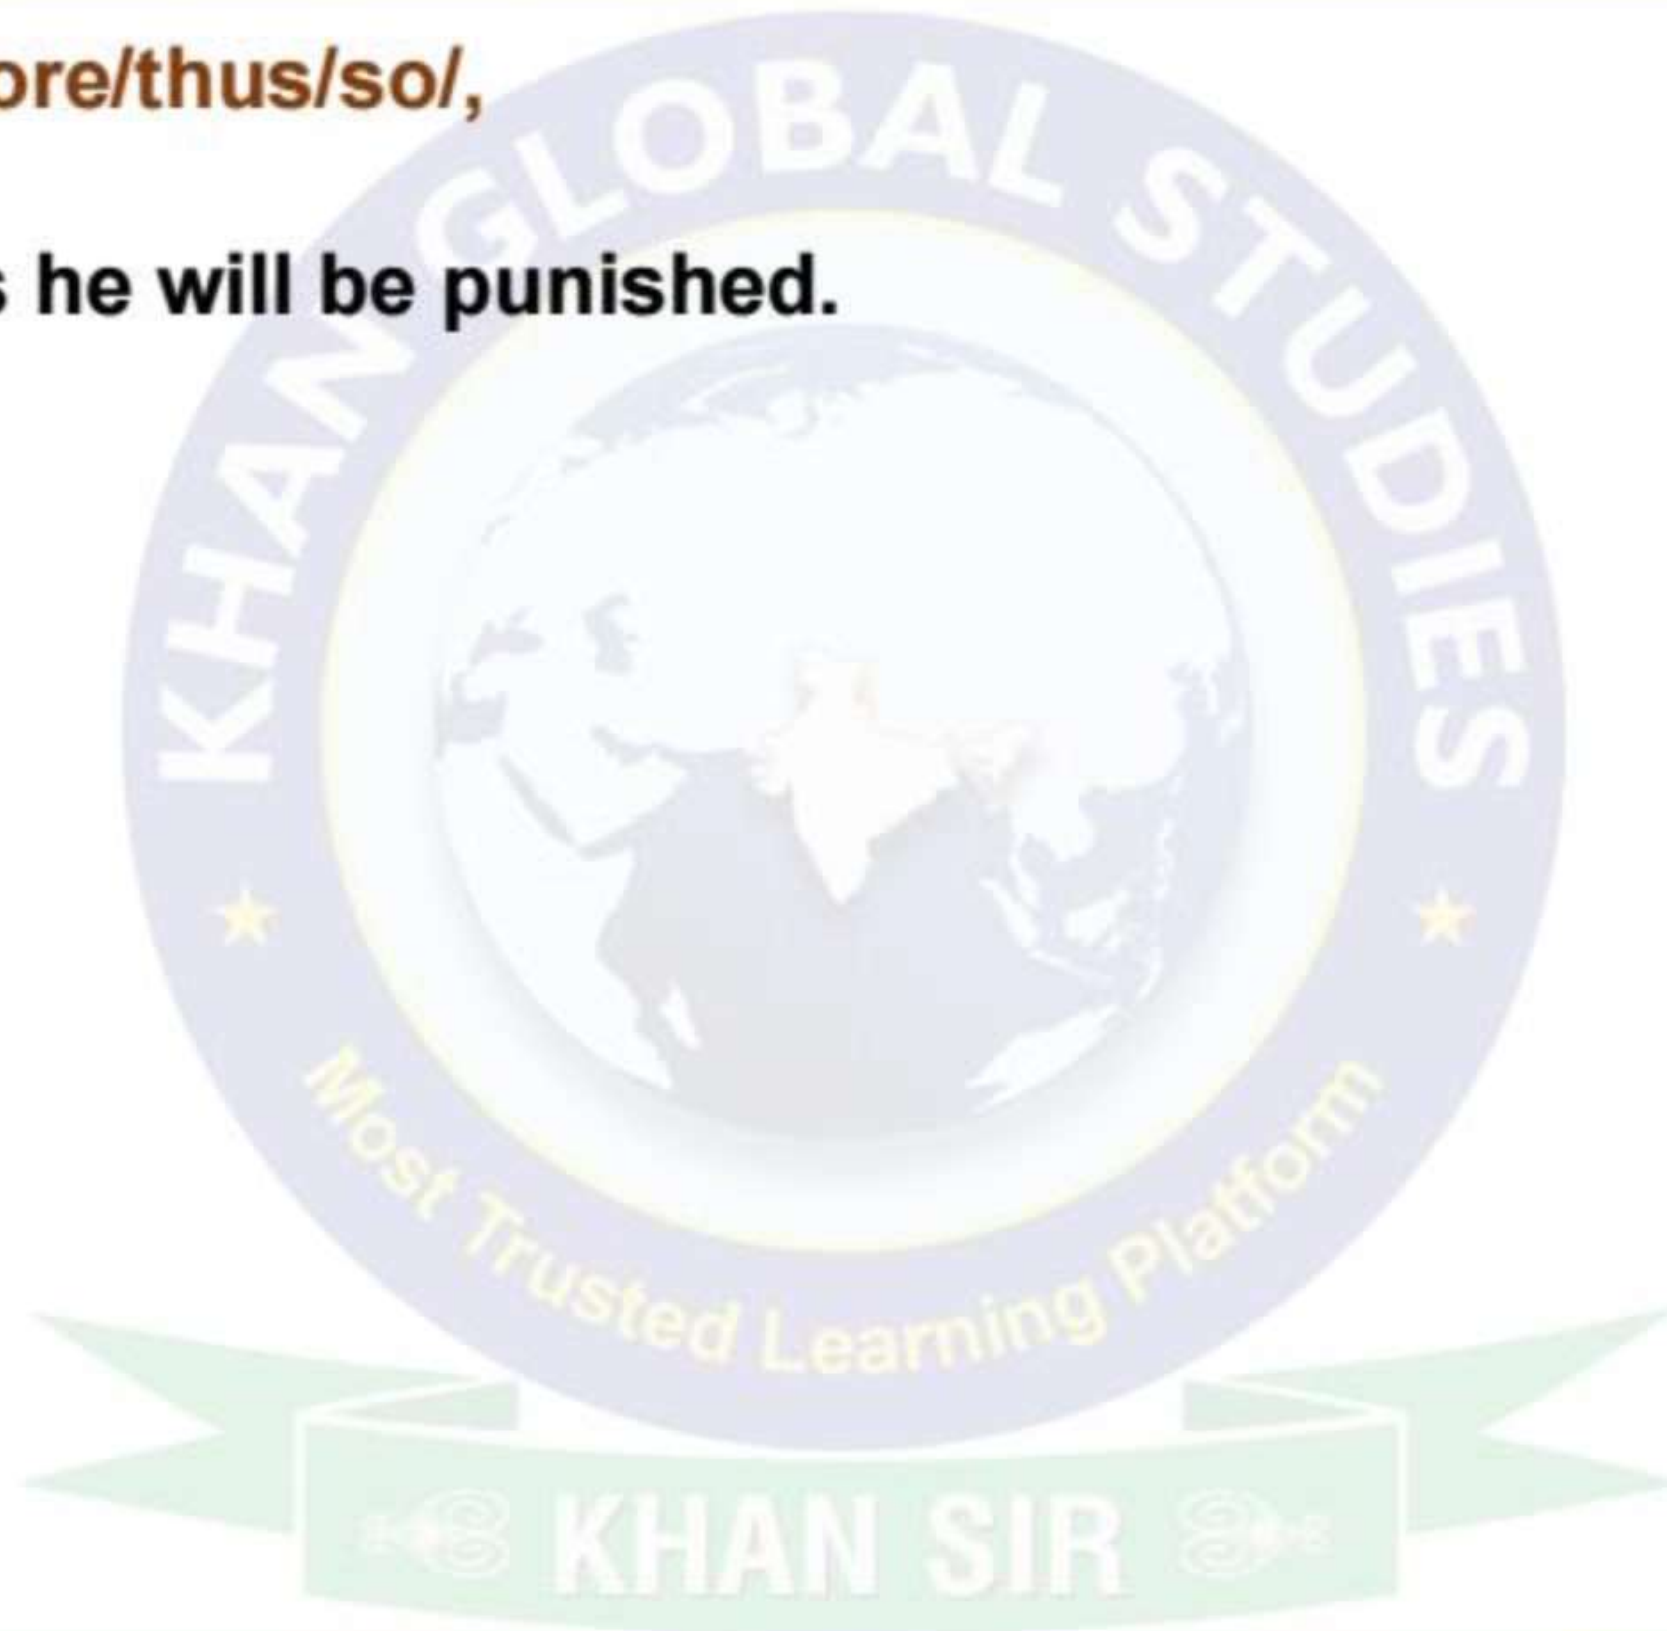 ore/thus/so/,
s he will be punished.
KHAN GLOBAL STUDIES
Most Trusted Learning Platform
KHAN SIR